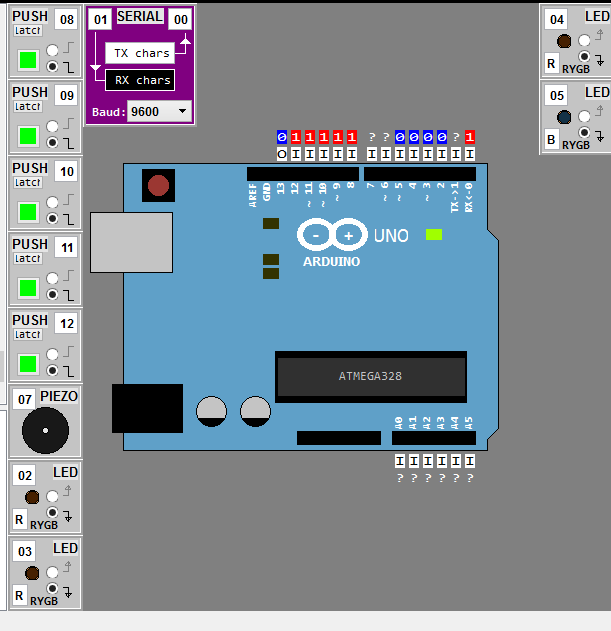 PUSH 08
latch
PUSH 09
latch
PUSH 10
latch
PUSH 11
latch
PUSH 12
latch
07 PIEZO
02 LED
R RYGB
03 LED
R RYGB
01 SERIAL 00
TX chars
RX chars
Baud: 9600
04 LED
R RYGB
05 LED
B RYGB
0 1 1 1 1 1 ? ? 0 0 0 0 ? 1
O I I I I I I I I I I I I I
AREF GND 13 12 ~ 11 ~ 10 ~ 9 8 7 ~ 6 ~ 5 4 ~ 3 2 TX->1 RX<-0
- + UNO
ARDUINO
ATMEGA328
A0 A1 A2 A3 A4 A5
I I I I I I
? ? ? ? ? ?